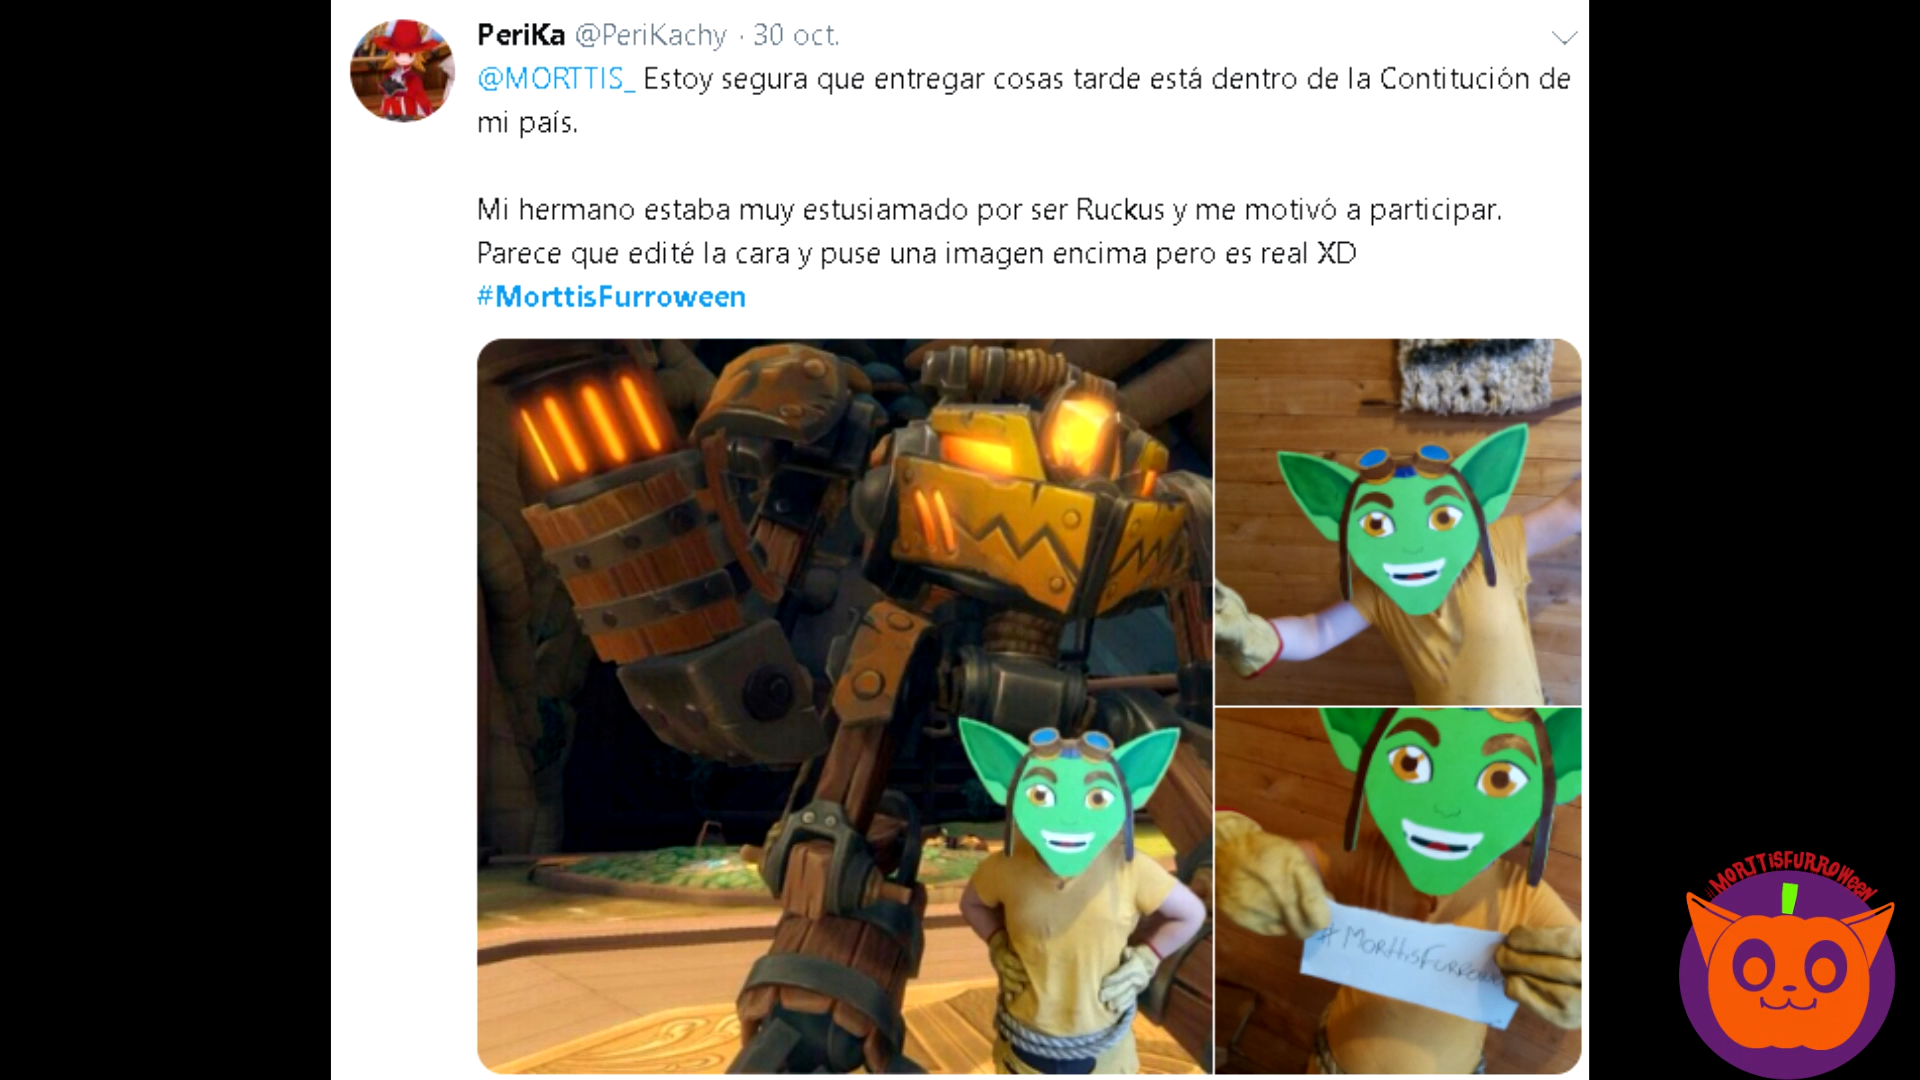 PeriKa @PeriKachy · 30 oct.
@MORTTIS_ Estoy segura que entregar cosas tarde está dentro de la Contitución de
mi país.
Mi hermano estaba muy estusiamado por ser Ruckus y me motivó a participar.
Parece que edité la cara y puse una imagen encima pero es real XD
#MorttisFurroween
#MorttisFurrow
#MORTTiSFURROWeeN